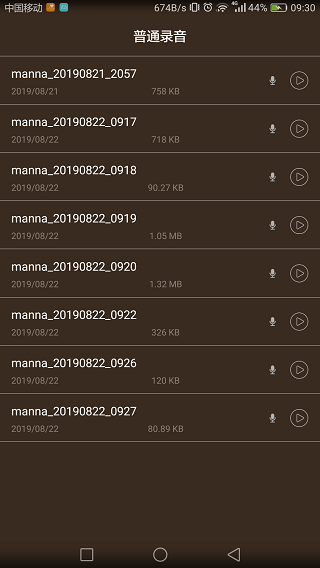 中国移动 674B/s 4G 44% 09:30
普通录音
manna_20190821_2057
2019/08/21 758 KB
manna_20190822_0917
2019/08/22 718 KB
manna_20190822_0918
2019/08/22 90.27 KB
manna_20190822_0919
2019/08/22 1.05 MB
manna_20190822_0920
2019/08/22 1.32 MB
manna_20190822_0922
2019/08/22 326 KB
manna_20190822_0926
2019/08/22 120 KB
manna_20190822_0927
2019/08/22 80.89 KB